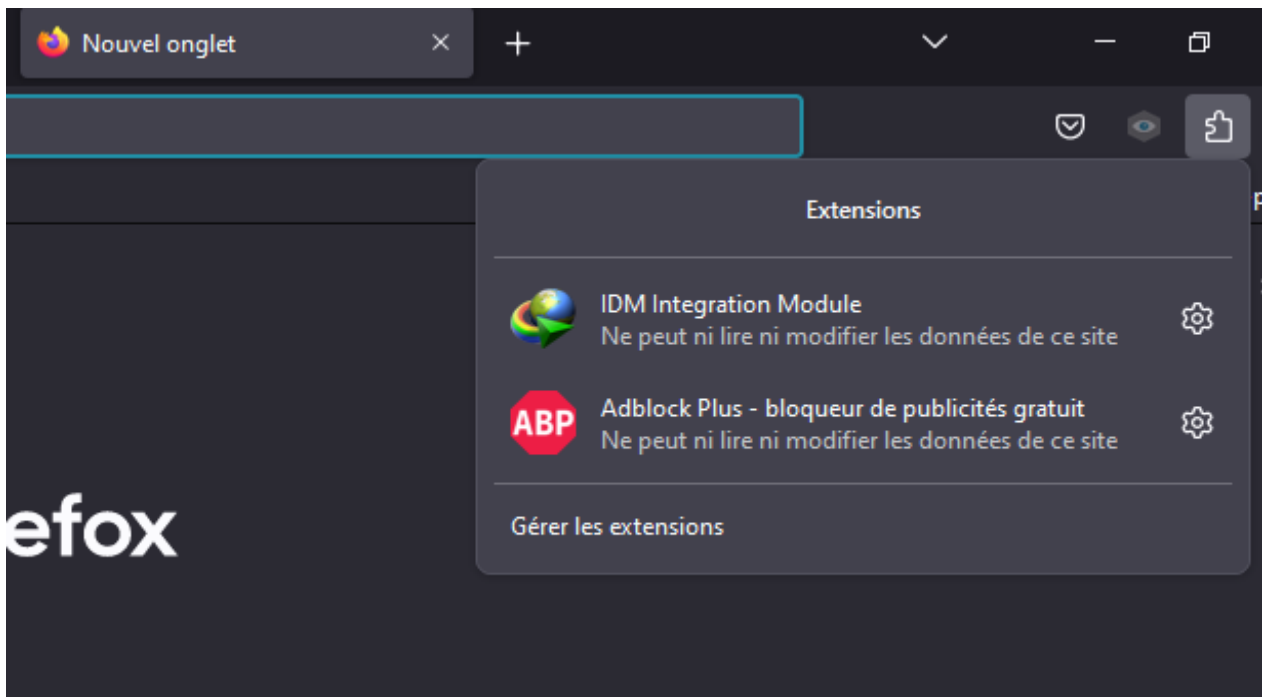 Nouvel onglet
Extensions
IDM Integration Module
Ne peut ni lire ni modifier les données de ce site
ABP
Adblock Plus - bloqueur de publicités gratuit
Ne peut ni lire ni modifier les données de ce site
Gérer les extensions
efox